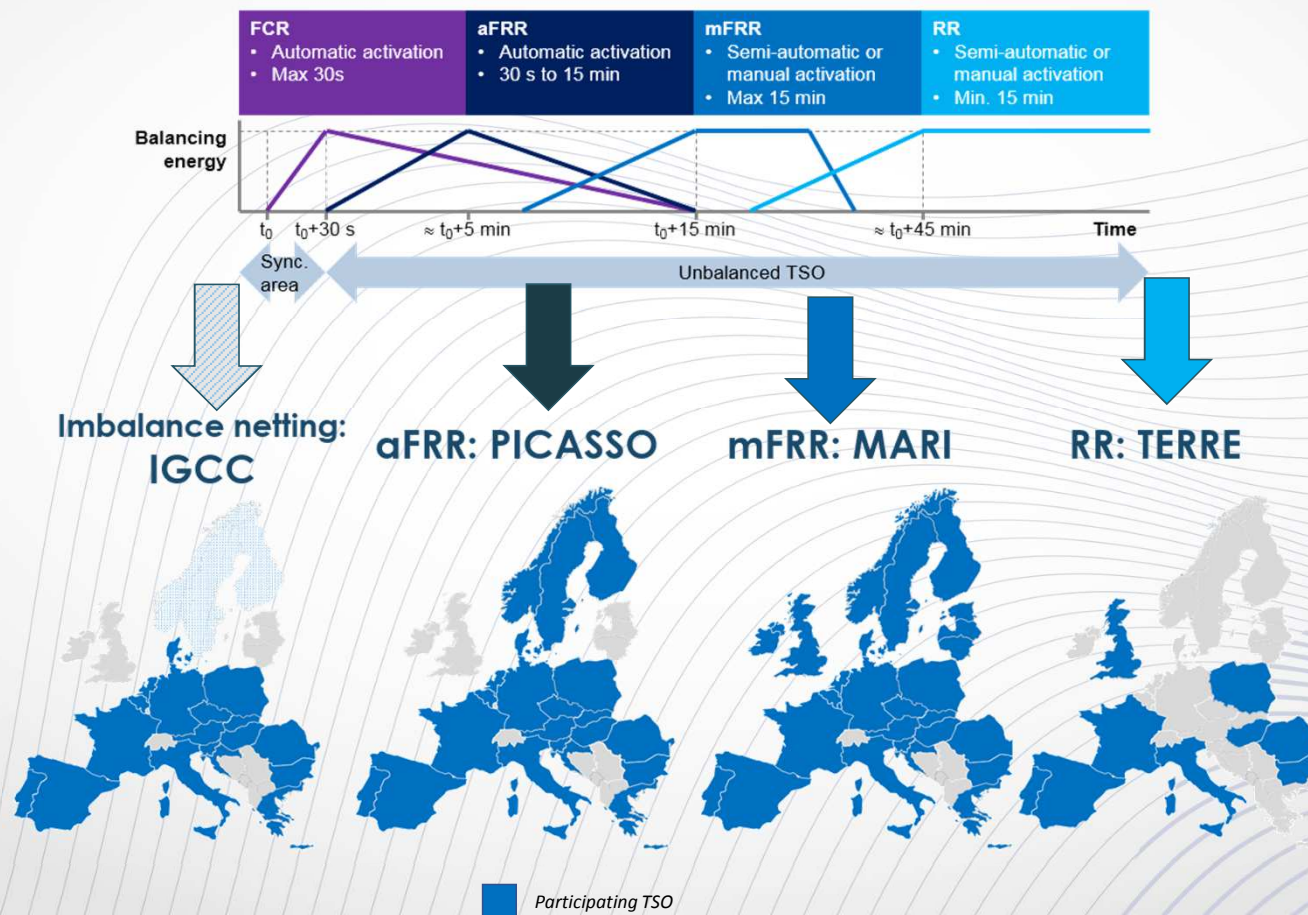 FCR
• Automatic activation
• Max 30s
aFRR
• Automatic activation
• 30 s to 15 min
mFRR
• Semi-automatic or
manual activation
• Max 15 min
RR
• Semi-automatic or
manual activation
• Min. 15 min
Balancing
energy
t₀
t₀+30 s
≈ t₀+5 min
t₀+15 min
≈ t₀+45 min
Time
Sync.
area
Unbalanced TSO
Imbalance netting:
IGCC
aFRR: PICASSO
mFRR: MARI
RR: TERRE
Participating TSO